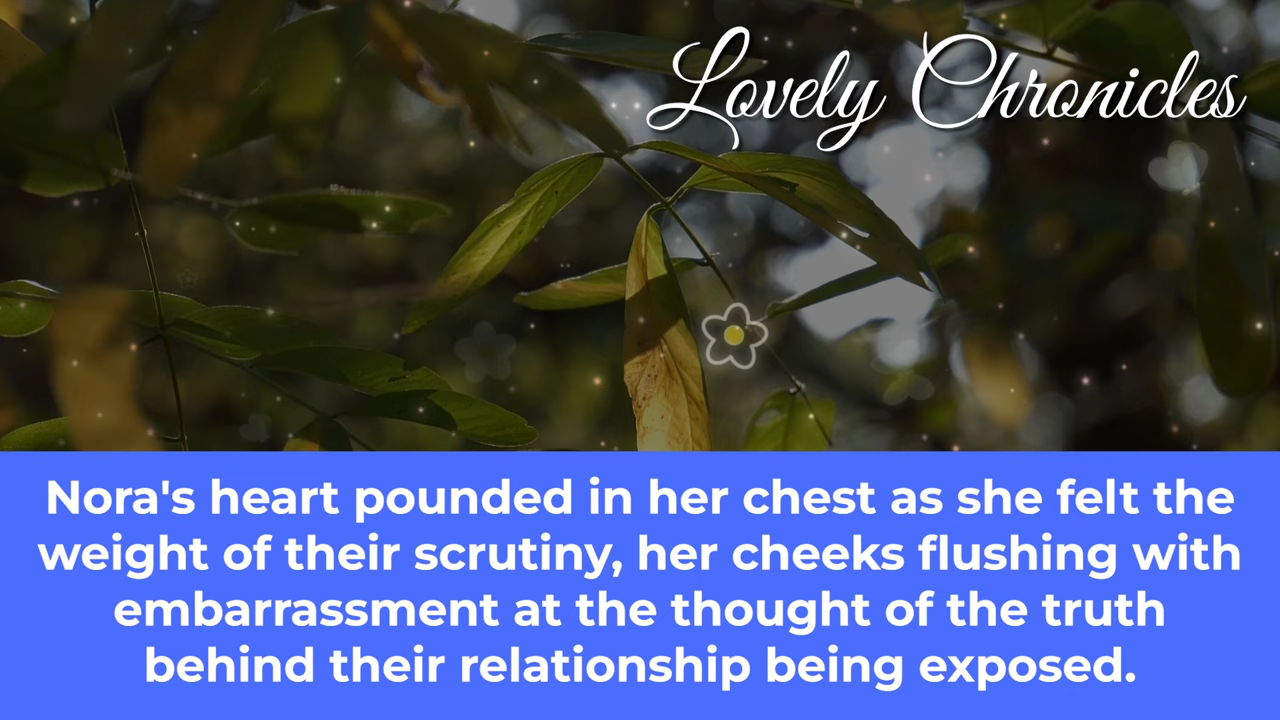 Lovely Chronicles
Nora's heart pounded in her chest as she felt the
weight of their scrutiny, her cheeks flushing with
embarrassment at the thought of the truth
behind their relationship being exposed.